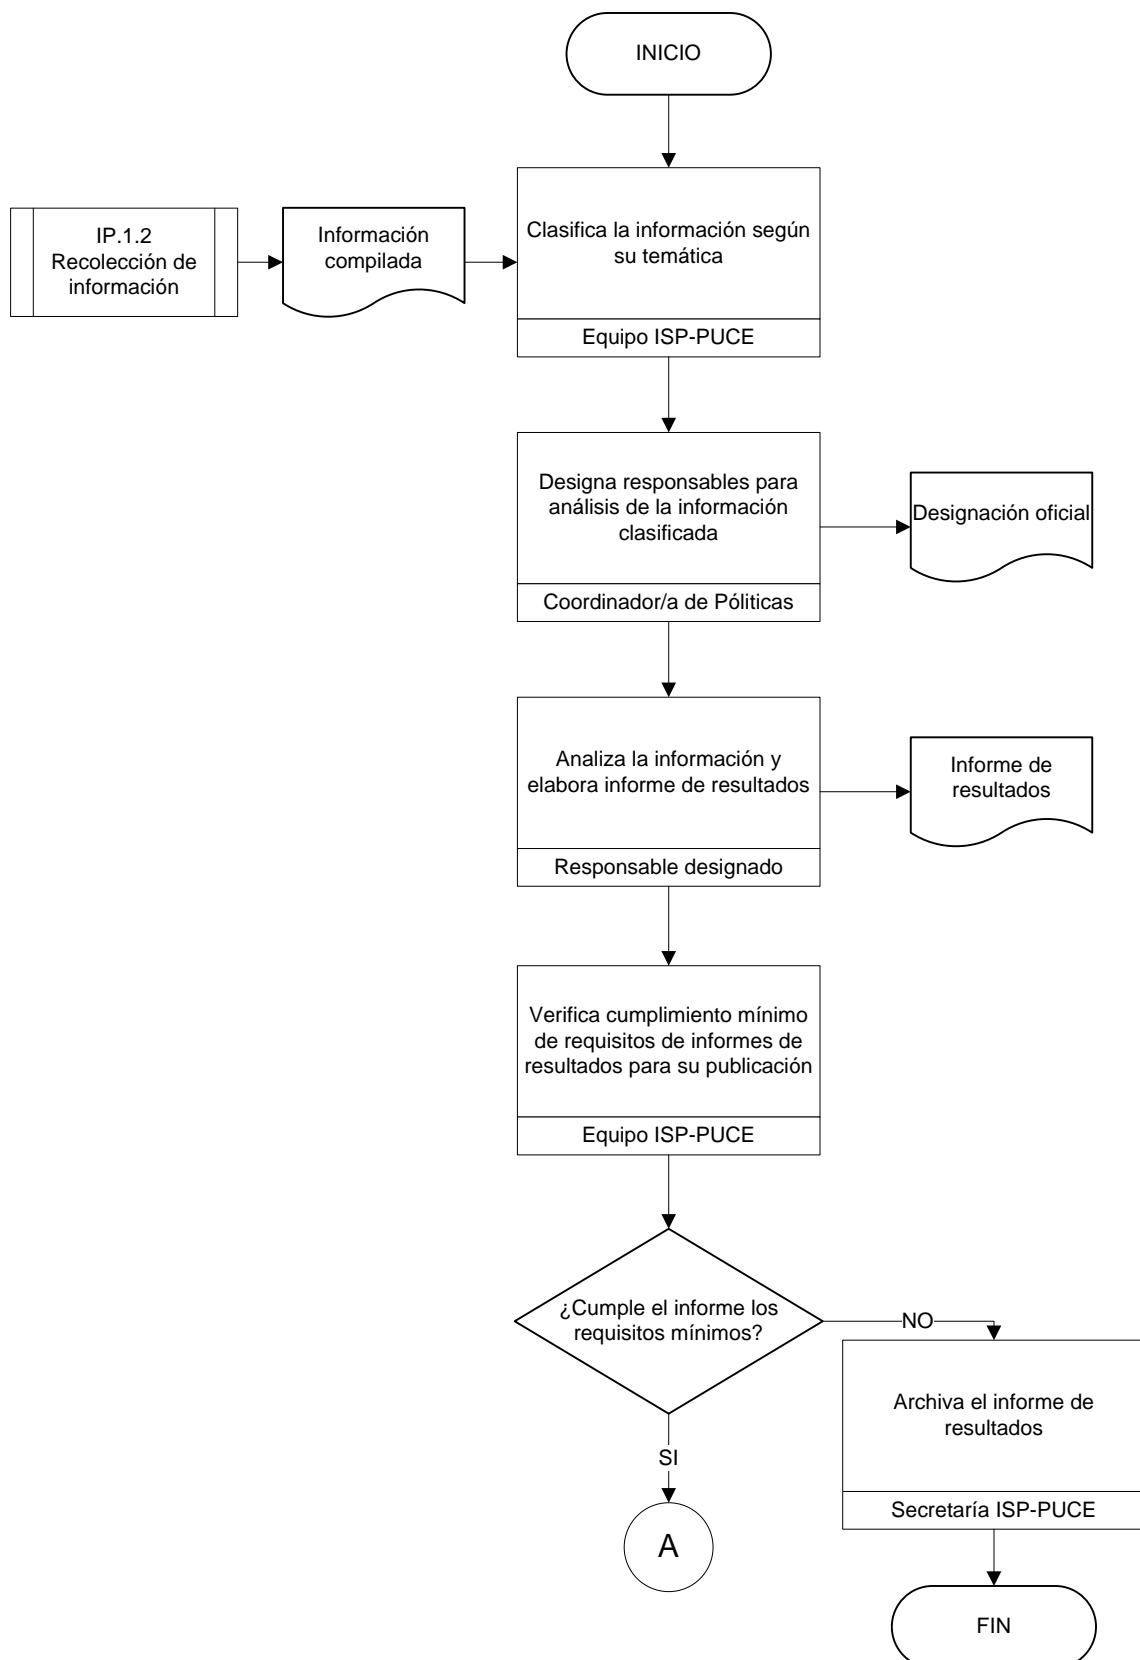 INICIO
IP.1.2
Recolección de
información
Información
compilada
Clasifica la información según
su temática
Equipo ISP-PUCE
Designa responsables para
análisis de la información
clasificada
Coordinador/a de Póliticas
Designación oficial
Analiza la información y
elabora informe de resultados
Responsable designado
Informe de
resultados
Verifica cumplimiento mínimo
de requisitos de informes de
resultados para su publicación
Equipo ISP-PUCE
¿Cumple el informe los
requisitos mínimos?
NO
Archiva el informe de
resultados
Secretaría ISP-PUCE
SI
A
FIN